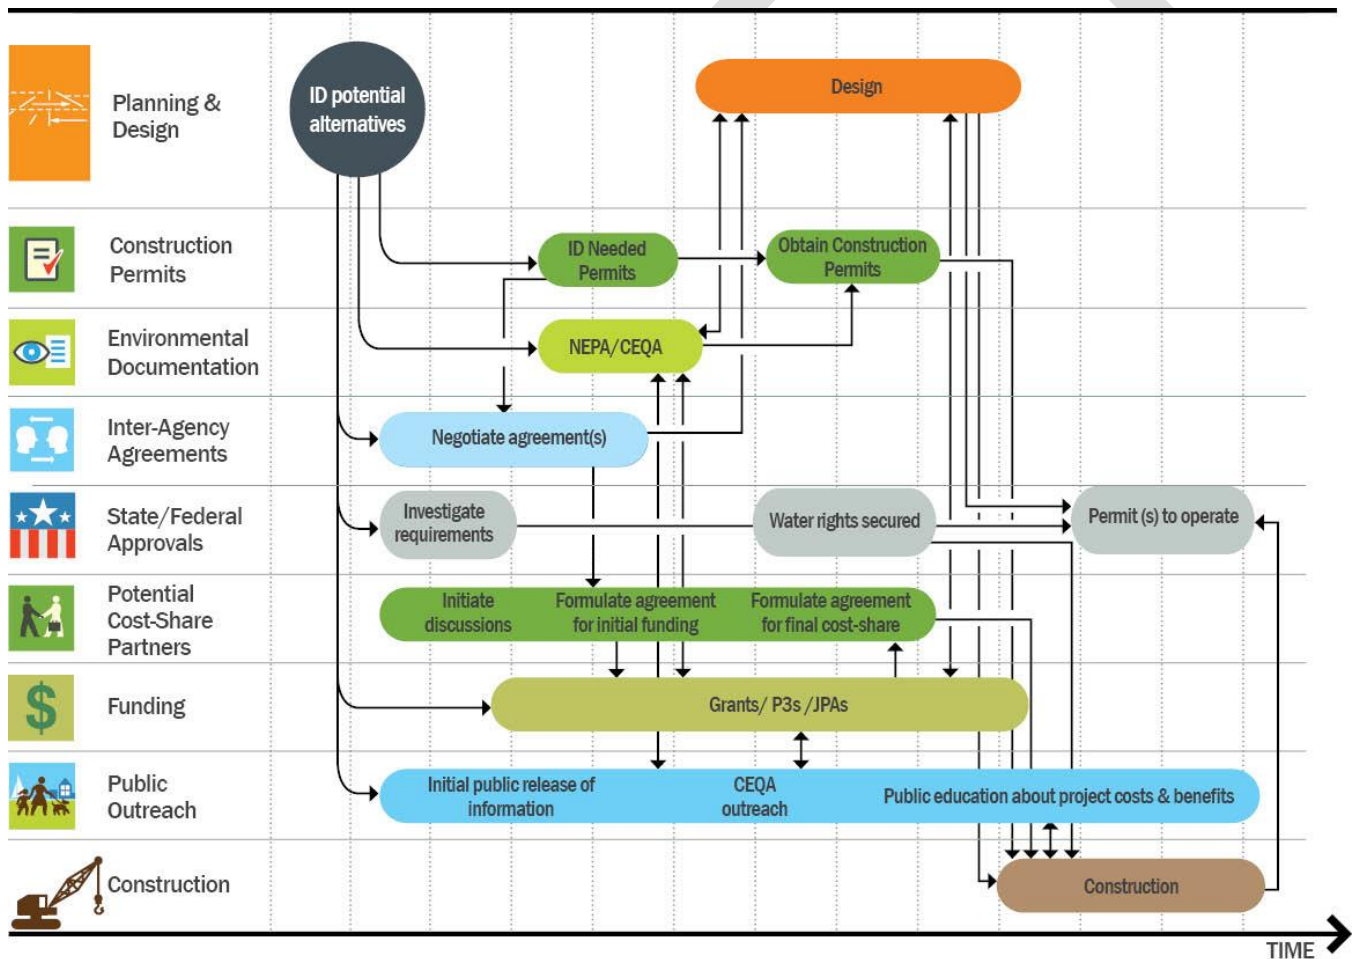 Planning &
Design
ID potential
alternatives
Design
Construction
Permits
ID Needed
Permits
Obtain Construction
Permits
Environmental
Documentation
NEPA/CEQA
Inter-Agency
Agreements
Negotiate agreement(s)
State/Federal
Approvals
Investigate
requirements
Water rights secured
Permit (s) to operate
Potential
Cost-Share
Partners
Initiate
discussions
Formulate agreement
for initial funding
Formulate agreement
for final cost-share
$
Funding
Grants/ P3s /JPAs
Public
Outreach
Initial public release of
information
CEQA
outreach
Public education about project costs & benefits
Construction
Construction
TIME